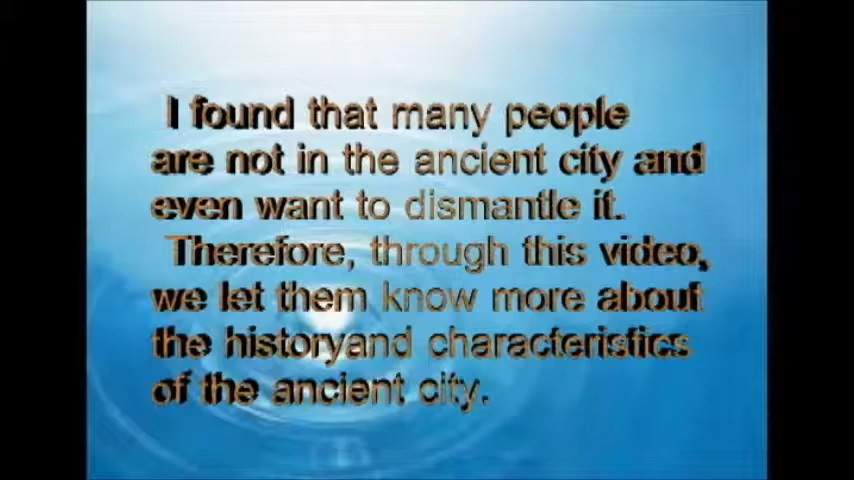 I found that many people
are not in the ancient city and
even want to dismantle it.
Therefore, through this video,
we let them know more about
the historyand characteristics
of the ancient city.